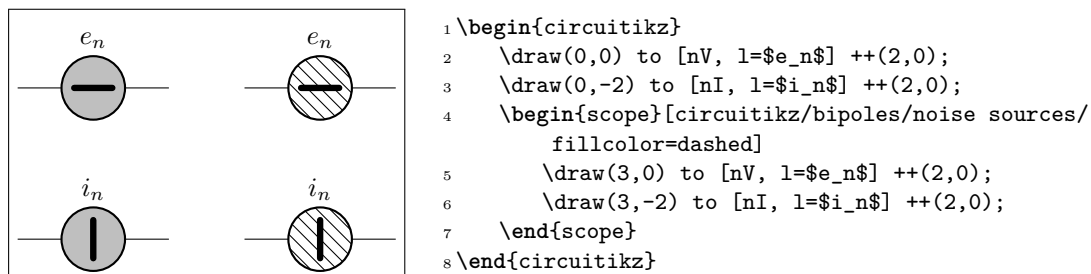 e_n e_n
i_n i_n
1 \begin{circuitikz}
2 \draw(0,0) to [nV, l=$e_n$] ++(2,0);
3 \draw(0,-2) to [nI, l=$i_n$] ++(2,0);
4 \begin{scope}[circuitikz/bipoles/noise sources/
fillcolor=dashed]
5 \draw(3,0) to [nV, l=$e_n$] ++(2,0);
6 \draw(3,-2) to [nI, l=$i_n$] ++(2,0);
7 \end{scope}
8 \end{circuitikz}